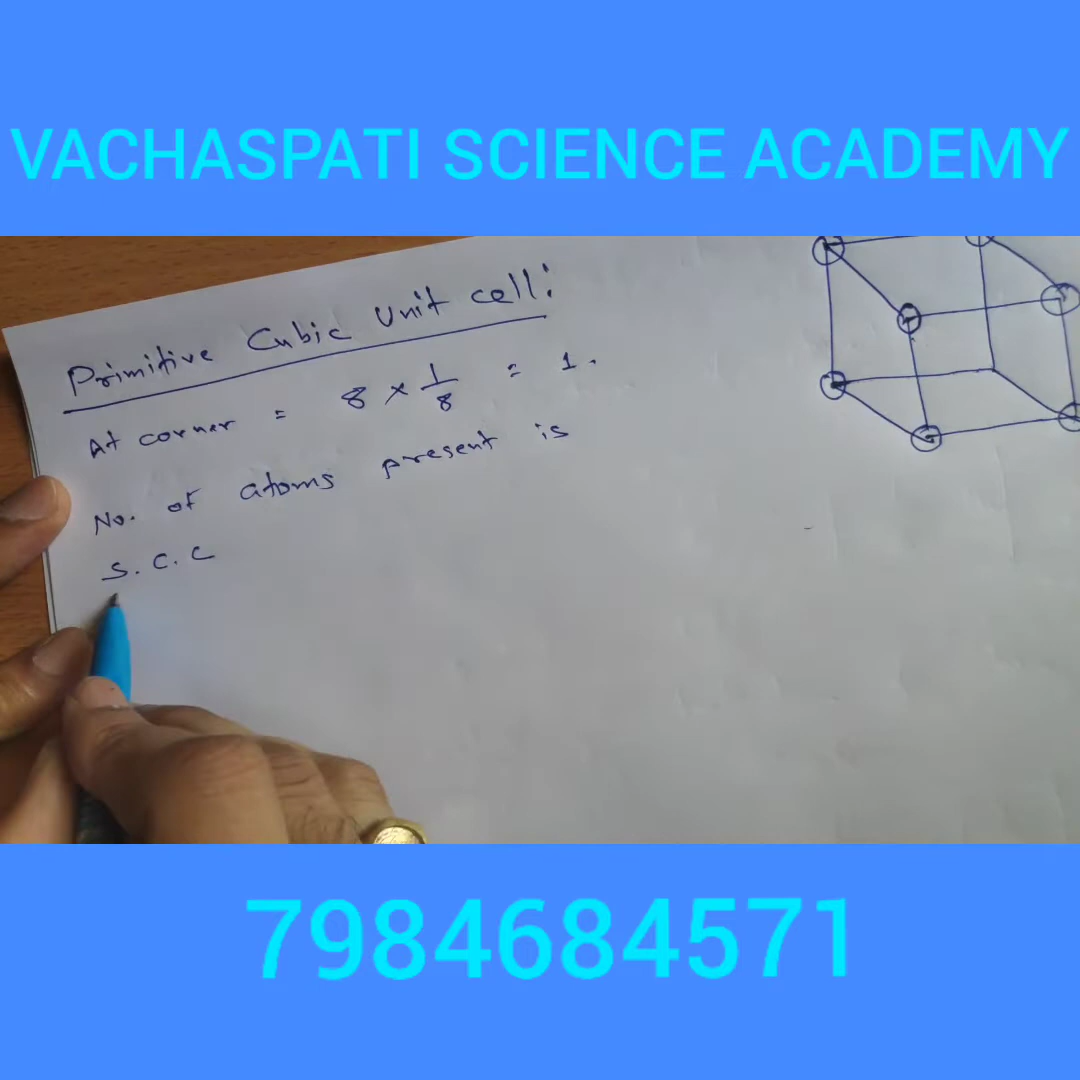 VACHASPATI SCIENCE ACADEMY
Primitive Cubic Unit cell:
At corner = 8 × 1/8 = 1.
No. of atoms present is
S. C. C
7984684571